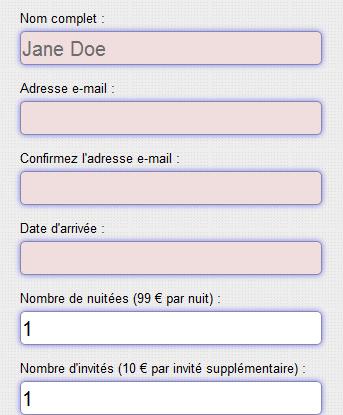 Nom complet :
Jane Doe
Adresse e-mail :
Confirmez l'adresse e-mail :
Date d'arrivée :
Nombre de nuitées (99 € par nuit) :
1
Nombre d'invités (10 € par invité supplémentaire) :
1